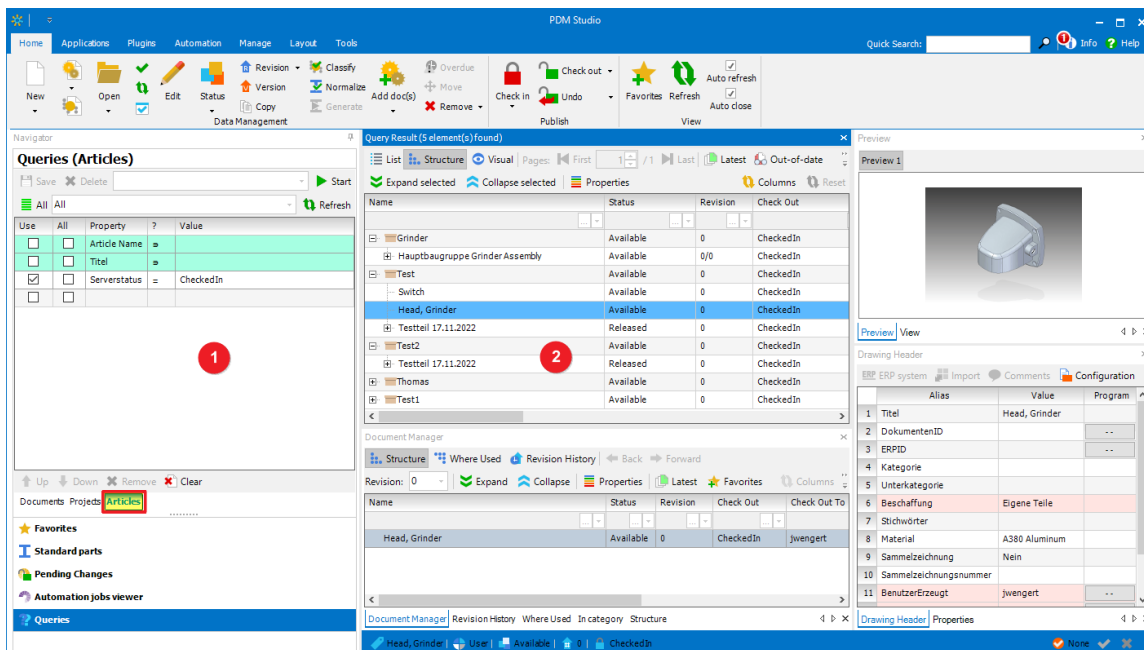 PDM Studio
Home Applications Plugins Automation Manage Layout Tools Quick Search: 1 Info ? Help
New Open Edit Status Revision Version Copy Classify Normalize Generate Add doc(s) Overdue Move Remove Check in Check out Undo Favorites Refresh Auto refresh Auto close
Data Management Publish View
Navigator
Queries (Articles)
Save Delete Start
All All Refresh
Use All Property ? Value
Article Name
Titel
Serverstatus = CheckedIn
1
Up Down Remove Clear
Documents Projects Articles
Favorites
Standard parts
Pending Changes
Automation jobs viewer
Queries
Query Result (5 element(s) found)
List Structure Visual Pages: First 1 / 1 Last Latest Out-of-date
Expand selected Collapse selected Properties Columns Reset
Name Status Revision Check Out
Grinder Available 0 CheckedIn
Hauptbaugruppe Grinder Assembly Available 0/0 CheckedIn
Test Available 0 CheckedIn
Switch Available 0 CheckedIn
Head, Grinder Available 0 CheckedIn
Testteil 17.11.2022 Released 0 CheckedIn
Test2 Available 0 CheckedIn
2
Testteil 17.11.2022 Released 0 CheckedIn
Thomas Available 0 CheckedIn
Test1 Available 0 CheckedIn
Document Manager
Structure Where Used Revision History Back Forward
Revision: 0 Expand Collapse Properties Latest Favorites Columns
Name Status Revision Check Out Check Out To
Head, Grinder Available 0 CheckedIn jwengert
Document Manager Revision History Where Used In category Structure
Preview
Preview 1
Preview View
Drawing Header
ERP ERP system Import Comments Configuration
Alias Value Program
1 Titel Head, Grinder
2 DokumentenID --
3 ERPID --
4 Kategorie
5 Unterkategorie
6 Beschaffung Eigene Teile
7 Stichwörter
8 Material A380 Aluminum
9 Sammelzeichnung Nein
10 Sammelzeichnungsnummer
11 BenutzerErzeugt jwengert --
Drawing Header Properties
Head, Grinder | User | Available | 0 | CheckedIn None